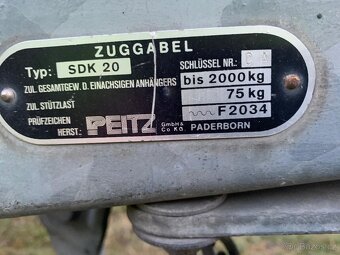 ZUGGABEL
Typ: SDK 20 SCHLÜSSEL NR.:
ZUL. GESAMTGEW. D. EINACHSIGEN ANHÄNGERS bis 2000 kg
ZUL. STÜTZLAST 75 kg
PRÜFZEICHEN F 2034
HERST.: PEITZ GmbH & Co KG PADERBORN